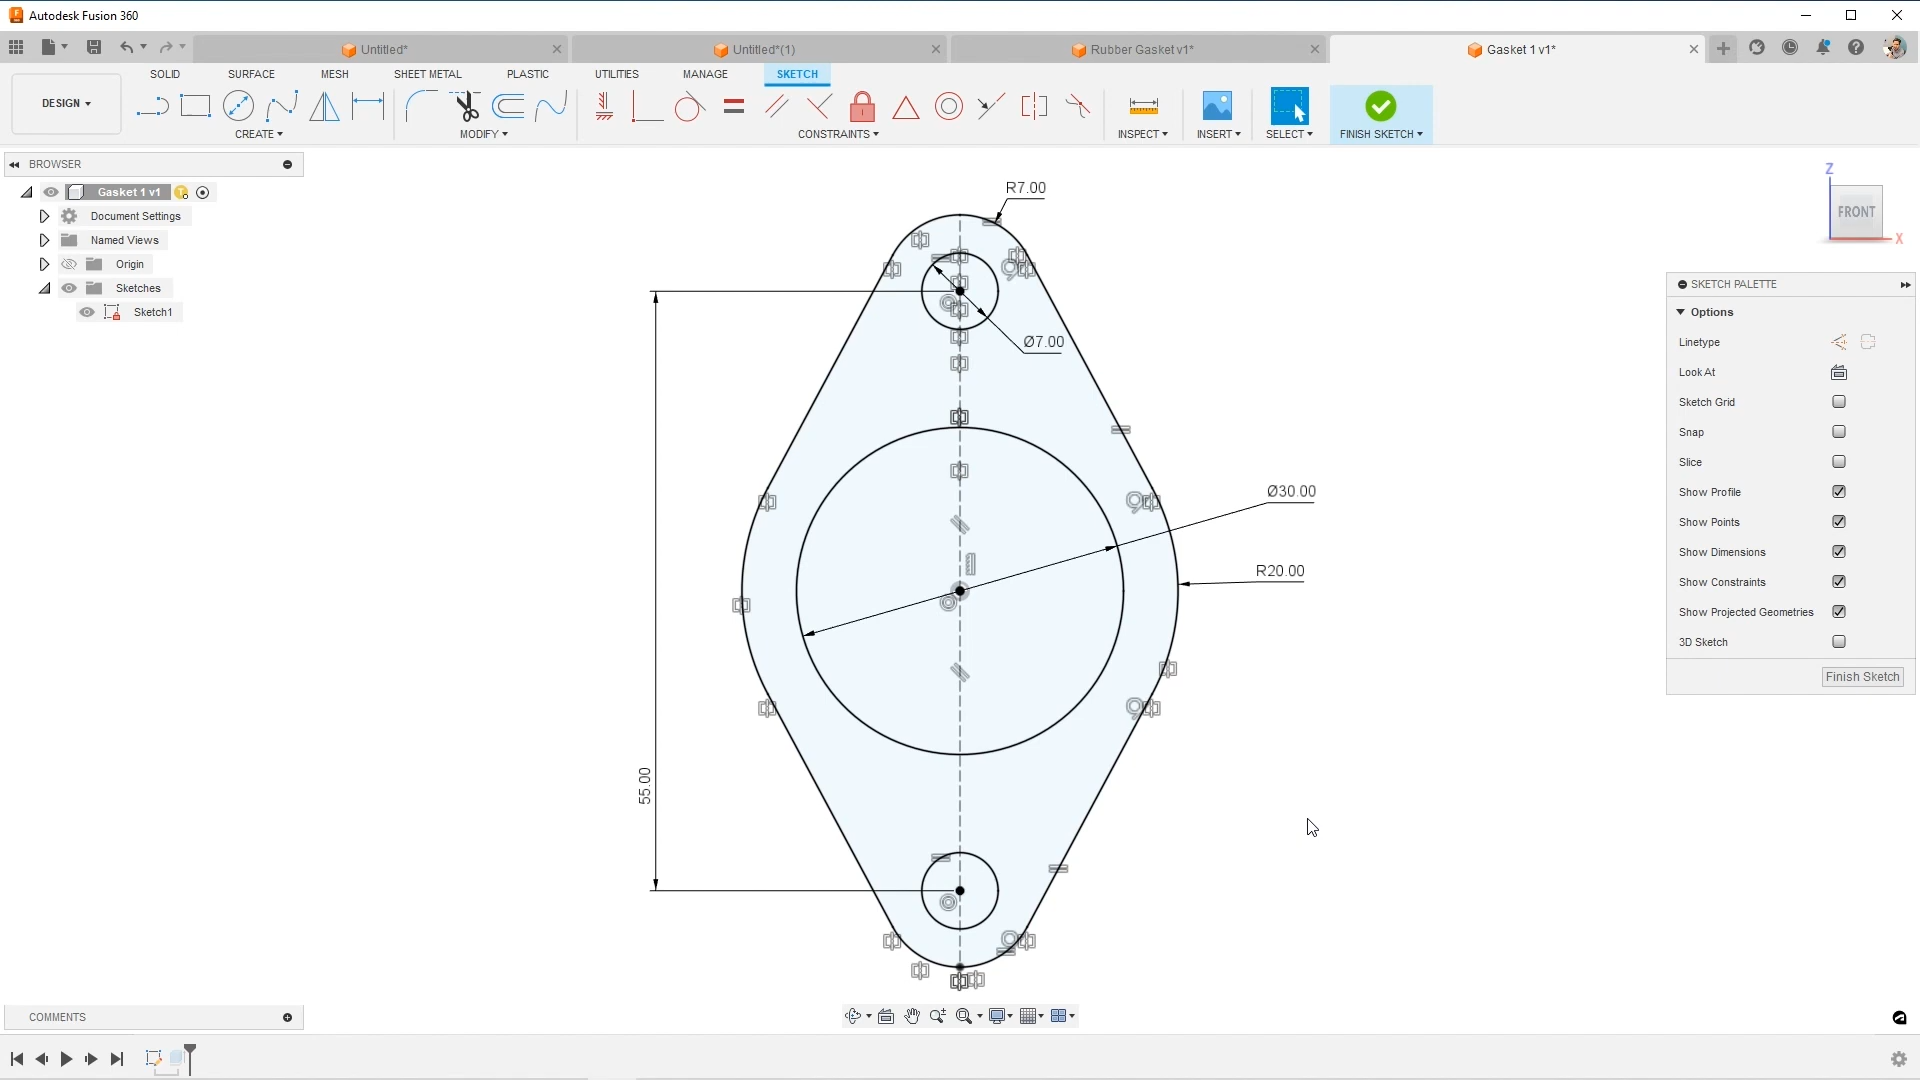 Autodesk Fusion 360
Untitled*
Untitled*(1)
Rubber Gasket v1*
Gasket 1 v1*
SOLID SURFACE MESH SHEET METAL PLASTIC UTILITIES MANAGE SKETCH
DESIGN
CREATE MODIFY CONSTRAINTS INSPECT INSERT SELECT FINISH SKETCH
BROWSER
Gasket 1 v1
Document Settings
Named Views
Origin
Sketches
Sketch1
R7.00
Ø7.00
Ø30.00
R20.00
55.00
Z
FRONT
X
SKETCH PALETTE
Options
Linetype
Look At
Sketch Grid
Snap
Slice
Show Profile
Show Points
Show Dimensions
Show Constraints
Show Projected Geometries
3D Sketch
Finish Sketch
COMMENTS